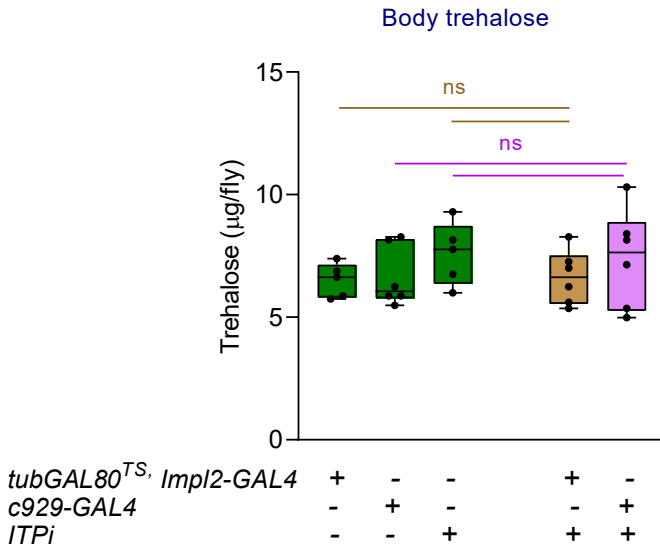 Body trehalose
15
ns
ns
10
Trehalose (µg/fly)
5
0
tubGAL80TS, Impl2-GAL4 + - - + -
c929-GAL4 - + - - +
ITPi - - + + +